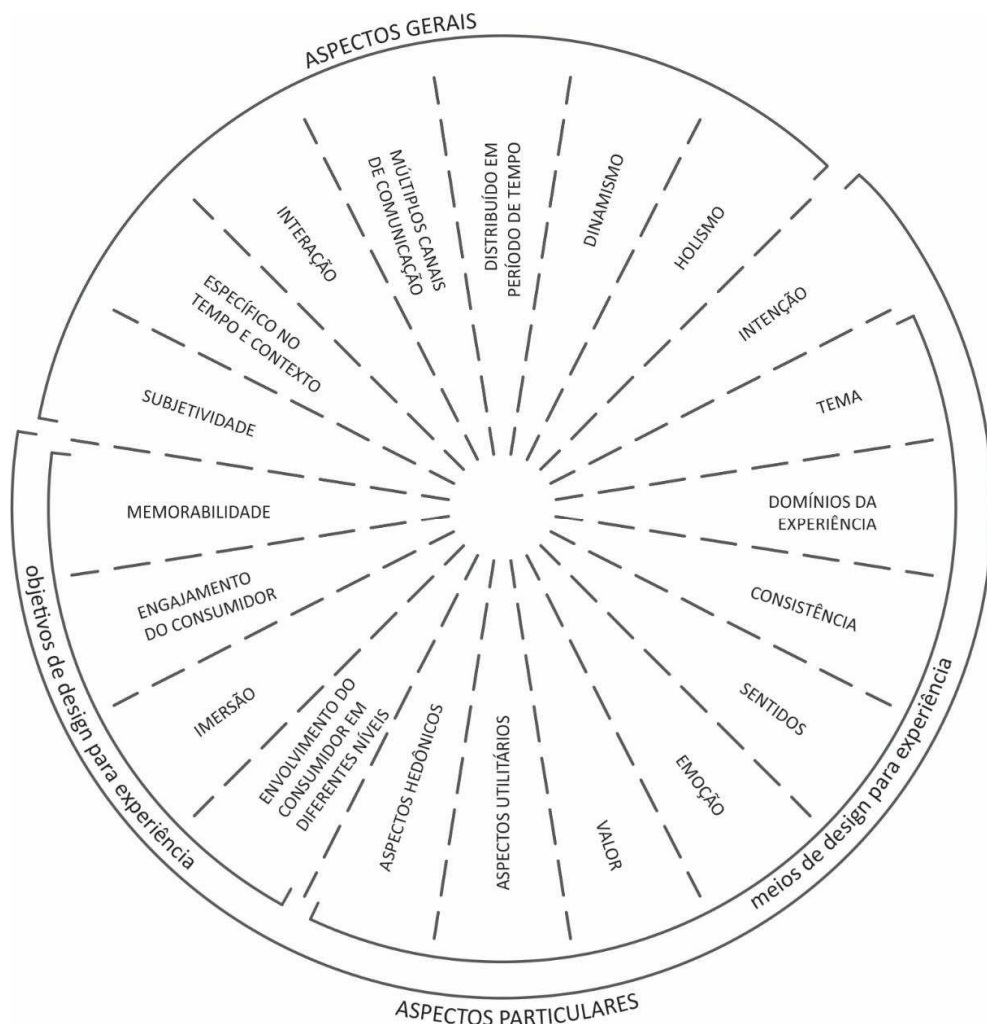 ASPECTOS GERAIS
SUBJETIVIDADE
ESPECÍFICO NO
TEMPO E CONTEXTO
INTERAÇÃO
MÚLTIPLOS CANAIS
DE COMUNICAÇÃO
DISTRIBUÍDO EM
PERÍODO DE TEMPO
DINAMISMO
HOLISMO
INTENÇÃO
TEMA
DOMÍNIOS DA
EXPERIÊNCIA
CONSISTÊNCIA
SENTIDOS
EMOÇÃO
VALOR
ASPECTOS UTILITÁRIOS
ASPECTOS HEDÔNICOS
ENVOLVIMENTO DO
CONSUMIDOR EM
DIFERENTES NÍVEIS
IMERSÃO
ENGAJAMENTO
DO CONSUMIDOR
MEMORABILIDADE
objetivos de design para experiência
meios de design para experiência
ASPECTOS PARTICULARES